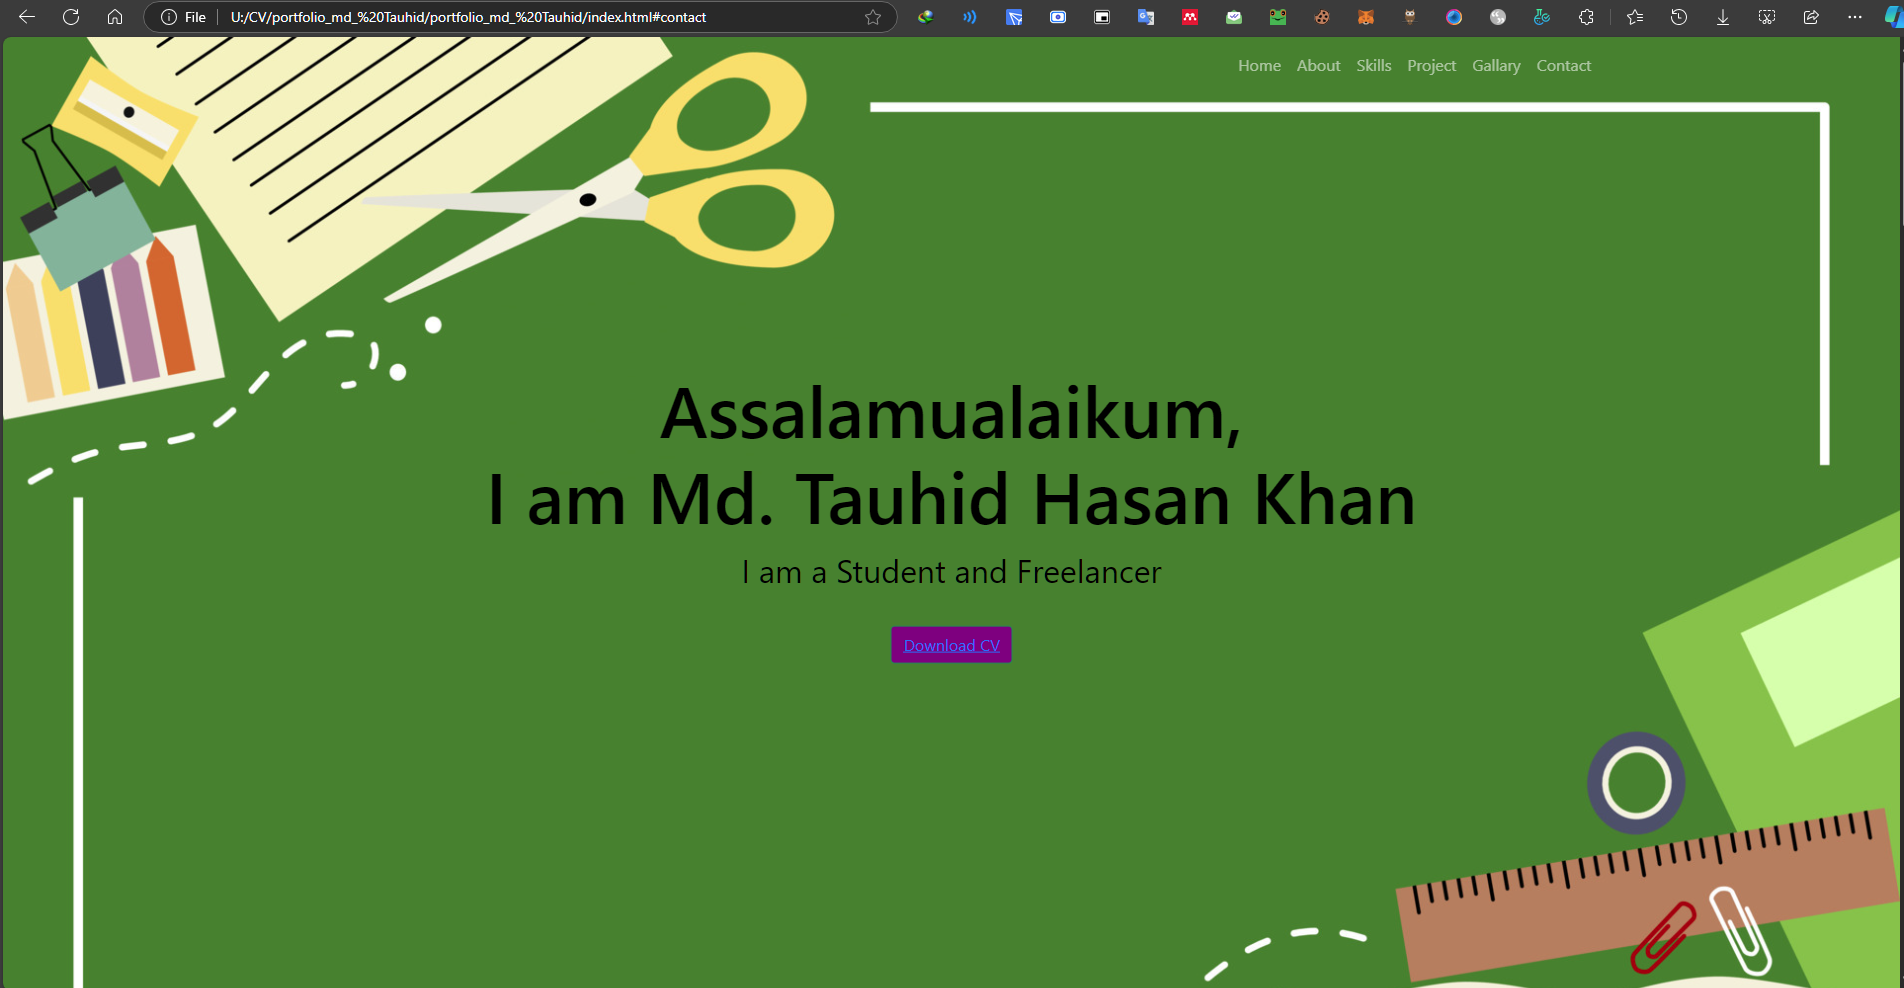 File U:/CV/portfolio_md_%20Tauhid/portfolio_md_%20Tauhid/index.html#contact
Home About Skills Project Gallary Contact
Assalamualaikum,
I am Md. Tauhid Hasan Khan
I am a Student and Freelancer
Download CV